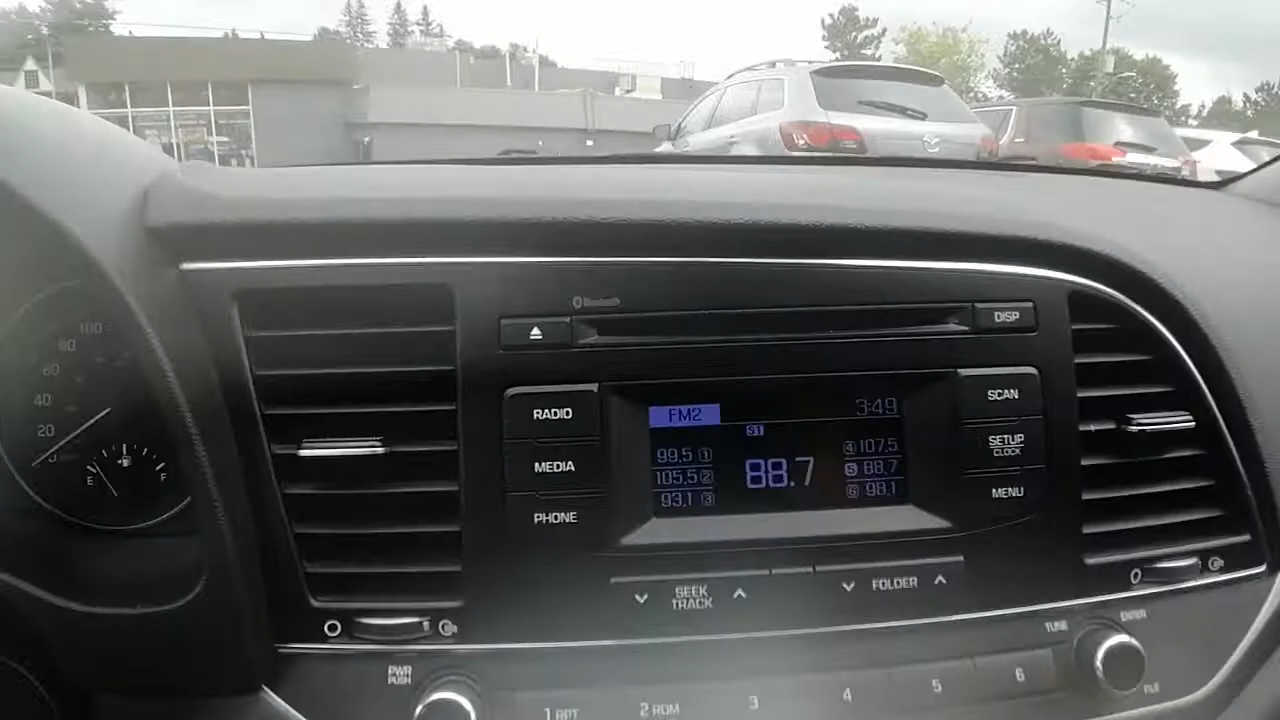 Bluetooth
DISP
RADIO
MEDIA
PHONE
FM2
3:49
ST
99.5 1
105.5 2
93.1 3
88.7
4 107.5
5 88.7
6 98.1
SCAN
SETUP
CLOCK
MENU
SEEK
TRACK
FOLDER
100
80
60
40
20
E
F
PWR
PUSH
TUNE
ENTER
FILE
1 RPT
2 RDM
3
4
5
6